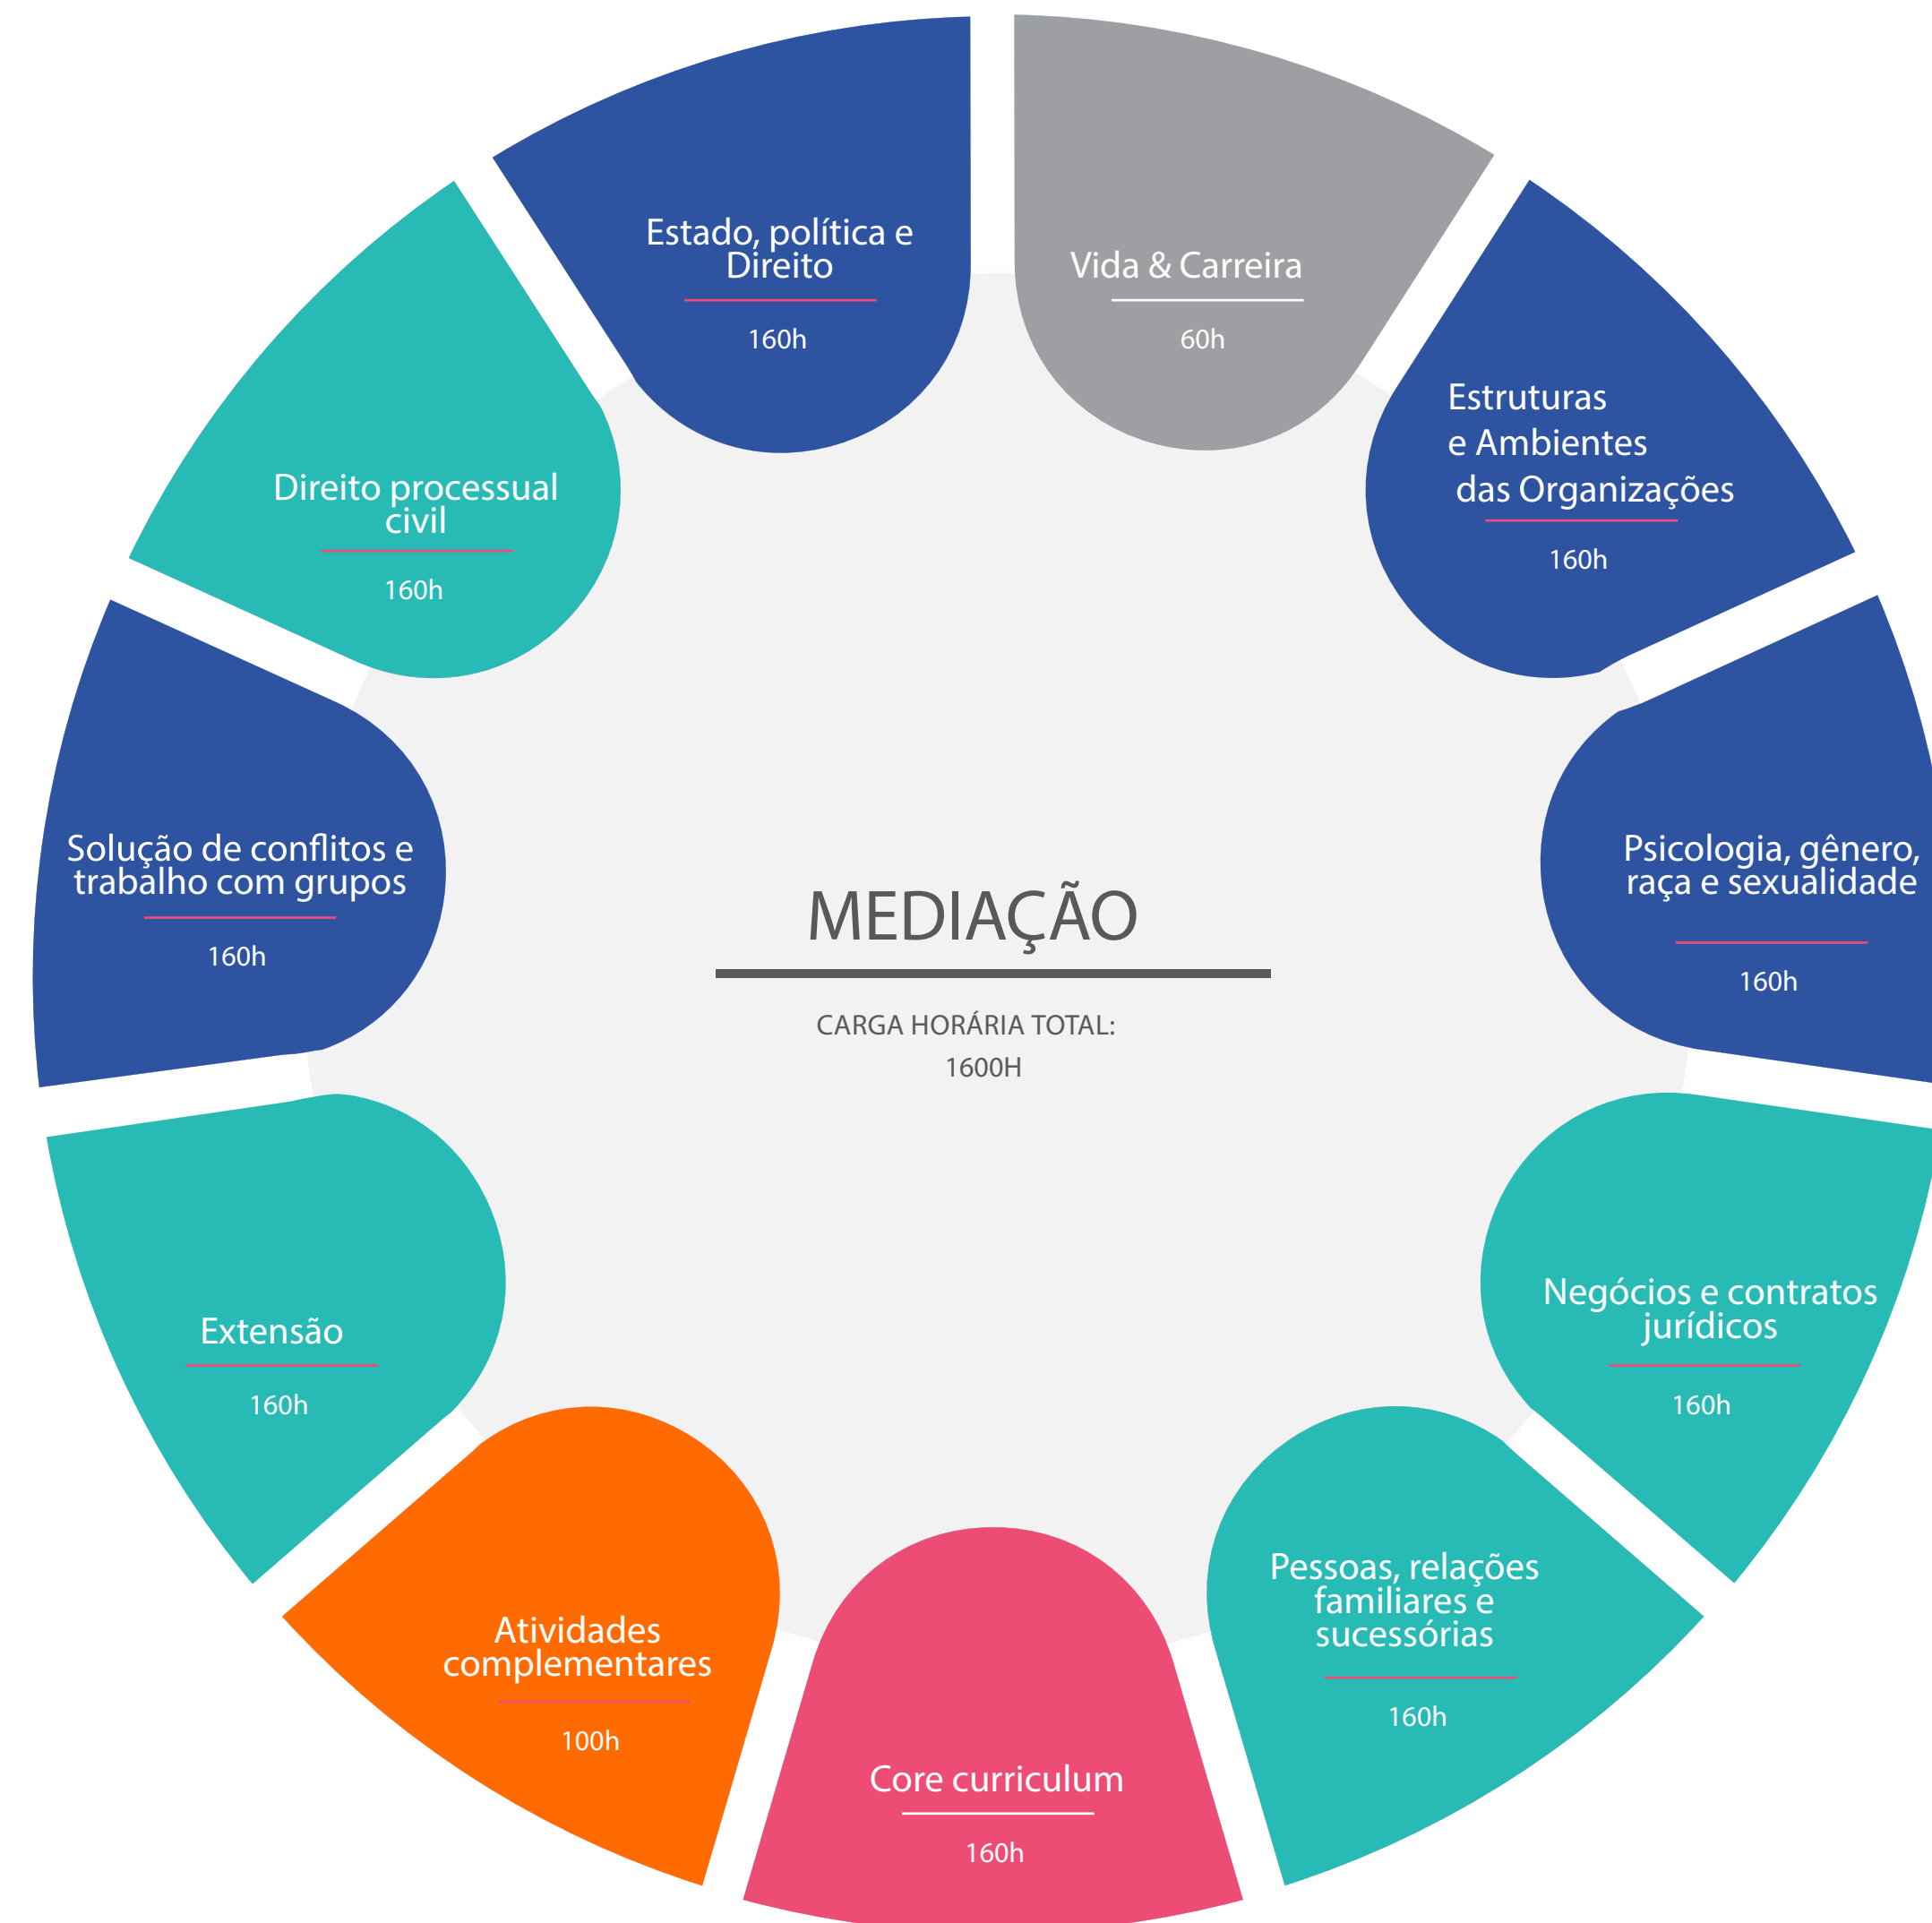 Estado, política e
Direito
160h
Vida & Carreira
60h
Estruturas
e Ambientes
das Organizações
160h
Psicologia, gênero,
raça e sexualidade
160h
Negócios e contratos
jurídicos
160h
Pessoas, relações
familiares e
sucessórias
160h
Core curriculum
160h
Atividades
complementares
100h
Extensão
160h
Solução de conflitos e
trabalho com grupos
160h
Direito processual
civil
160h
MEDIAÇÃO
CARGA HORÁRIA TOTAL:
1600H